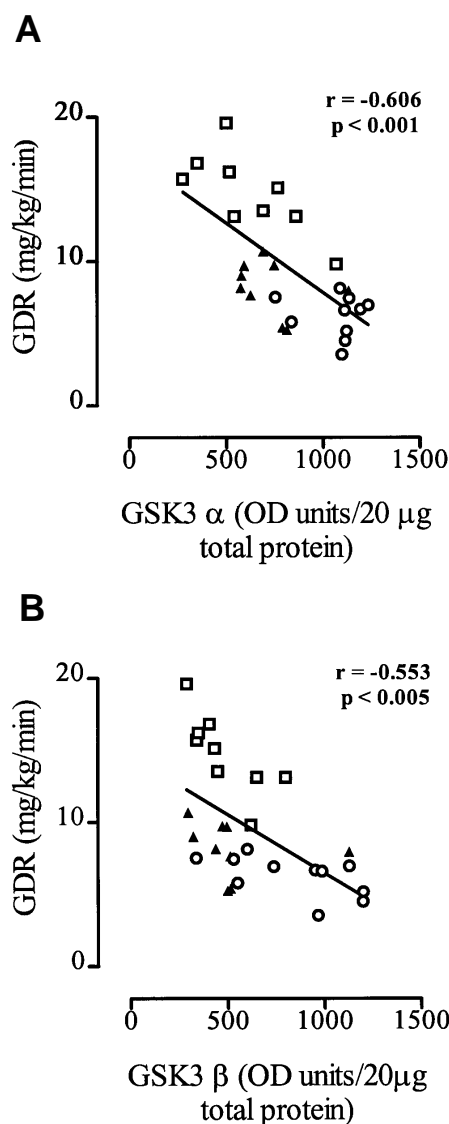 A
r = -0.606
p < 0.001
20
10
0
GDR (mg/kg/min)
0 500 1000 1500
GSK3 α (OD units/20 μg
total protein)
B
r = -0.553
p < 0.005
20
10
0
GDR (mg/kg/min)
0 500 1000 1500
GSK3 β (OD units/20μg
total protein)